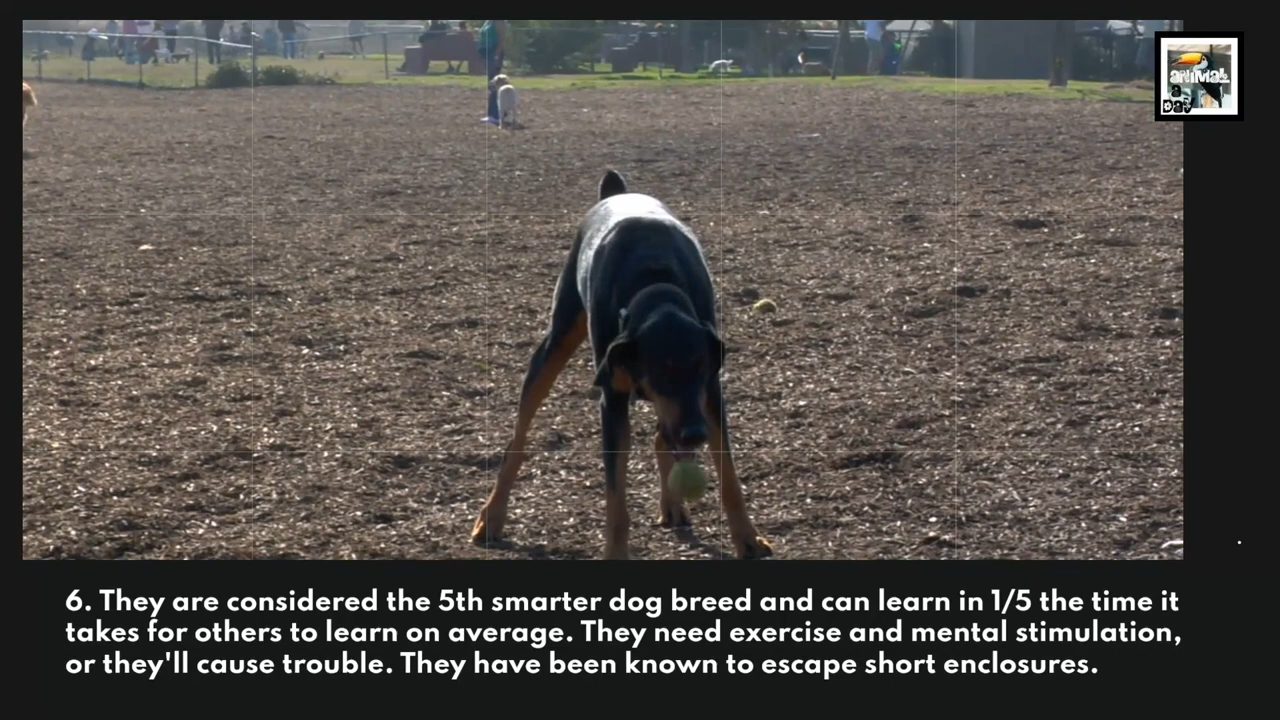 ANIMAL
a
DAY
6. They are considered the 5th smarter dog breed and can learn in 1/5 the time it
takes for others to learn on average. They need exercise and mental stimulation,
or they'll cause trouble. They have been known to escape short enclosures.